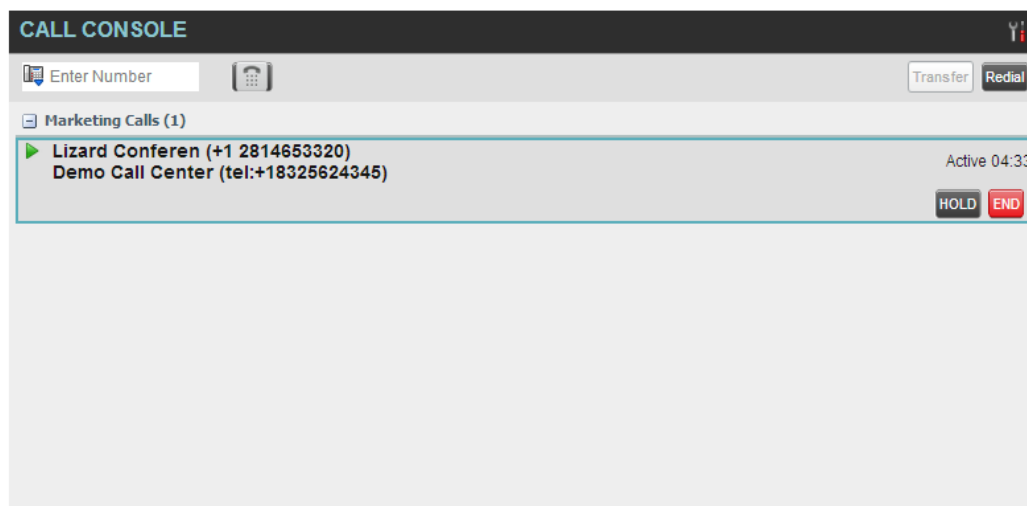 CALL CONSOLE
Enter Number
Transfer Redial
Marketing Calls (1)
Lizard Conferen (+1 2814653320)
Active 04:33
Demo Call Center (tel:+18325624345)
HOLD END